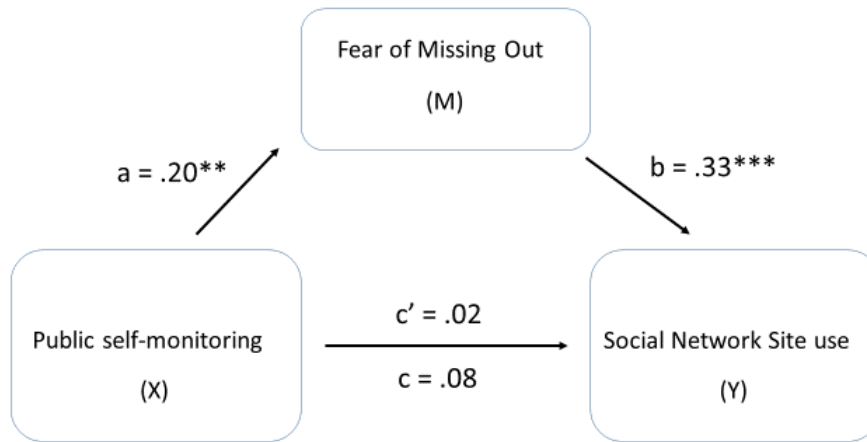 Fear of Missing Out
(M)
a = .20**
b = .33***
Public self-monitoring
(X)
c’ = .02
c = .08
Social Network Site use
(Y)